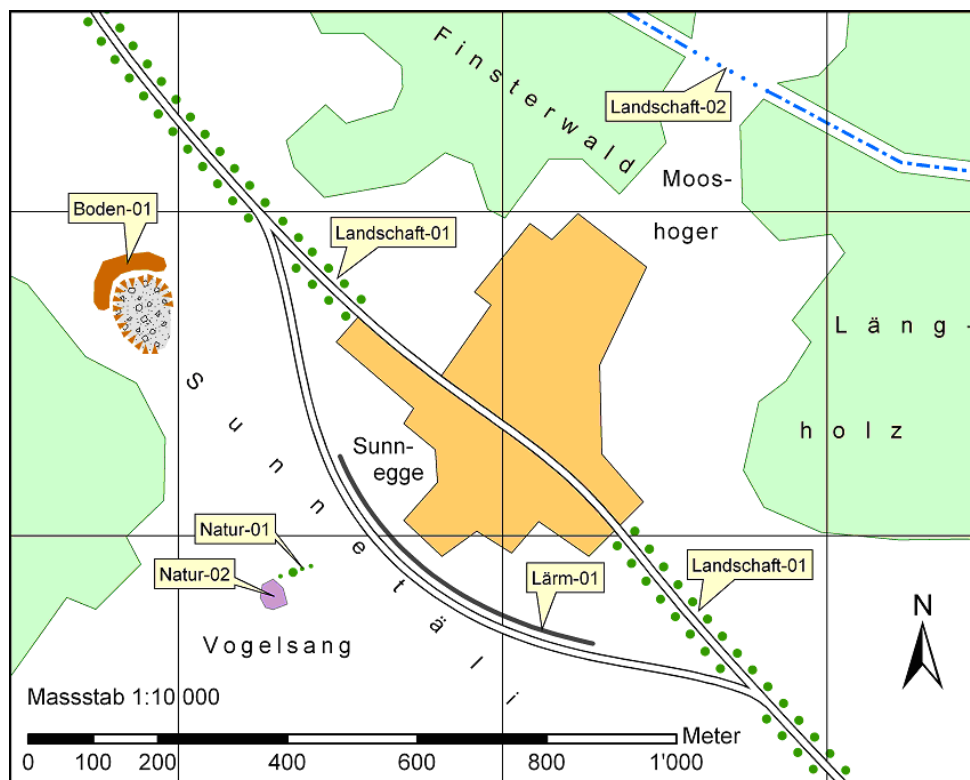 Finsterwald
Landschaft-02
Moos-
hoger
Boden-01
Landschaft-01
Läng-
holz
Sunnetäli
Sunn-
egge
Natur-01
Natur-02
Lärm-01
Landschaft-01
Vogelsang
N
Massstab 1:10 000
Meter
0 100 200 400 600 800 1'000